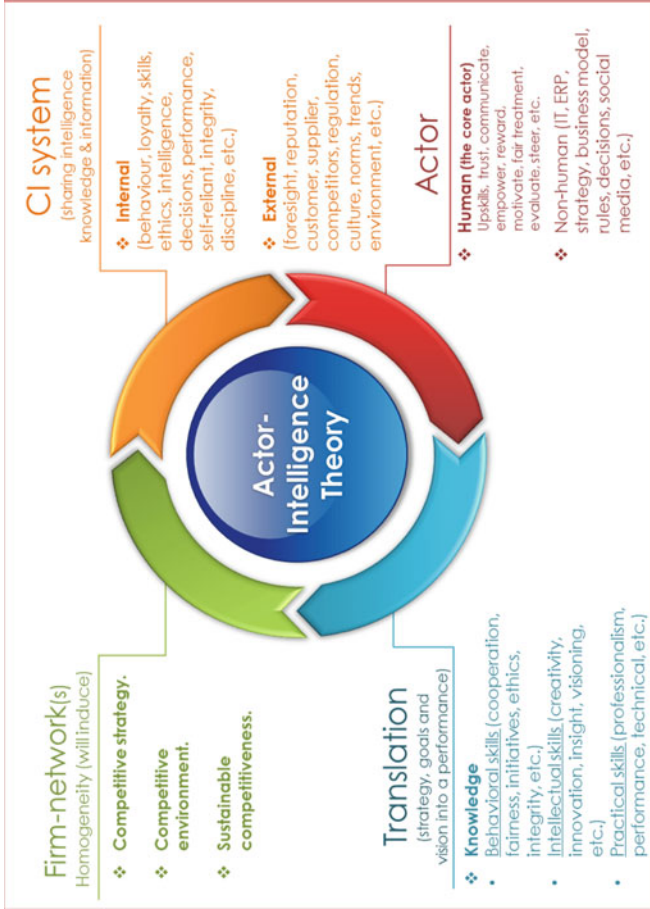 Firm-network(s)
Homogeneity (will induce)
❖ Competitive strategy.
❖ Competitive
environment.
❖ Sustainable
competitiveness.
CI system
(sharing intelligence
knowledge & information)
❖ Internal
(behaviour, loyalty, skills,
ethics, intelligence,
decisions, performance,
self-reliant, integrity,
discipline, etc.)
❖ External
(foresight, reputation,
customer, supplier,
competitors, regulation,
culture, norms, trends,
environment, etc.)
Actor-
Intelligence
Theory
Translation
(strategy, goals and
vision into a performance)
❖ Knowledge
• Behavioral skills (cooperation,
fairness, initiatives, ethics,
integrity, etc.)
• Intellectual skills (creativity,
innovation, insight, visioning,
etc.)
• Practical skills (professionalism,
performance, technical, etc.)
Actor
❖ Human (the core actor)
Upskills, trust, communicate.
empower, reward.
motivate, fair treatment,
evaluate, steer, etc.
❖ Non-human (IT, ERP,
strategy, business model,
rules, decisions, social
media, etc.)